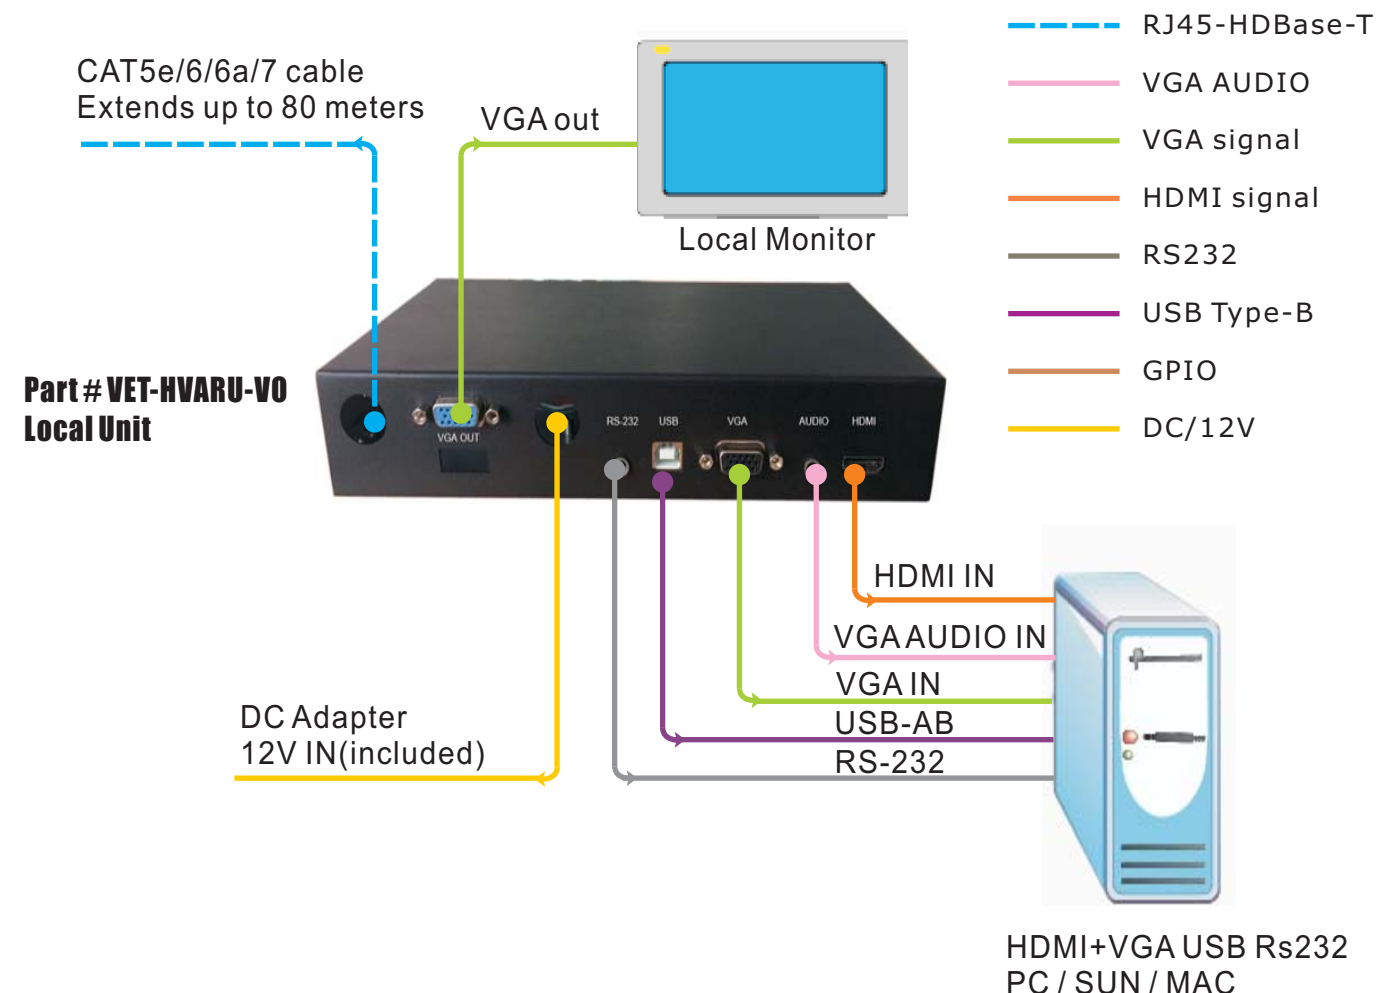 RJ45-HDBase-T
VGA AUDIO
VGA signal
HDMI signal
RS232
USB Type-B
GPIO
DC/12V
CAT5e/6/6a/7 cable
Extends up to 80 meters
VGA out
Local Monitor
Part # VET-HVARU-VO
Local Unit
VGA OUT
RS-232
USB
VGA
AUDIO
HDMI
HDMI IN
VGA AUDIO IN
VGA IN
USB-AB
RS-232
DC Adapter
12V IN(included)
HDMI+VGA USB Rs232
PC / SUN / MAC